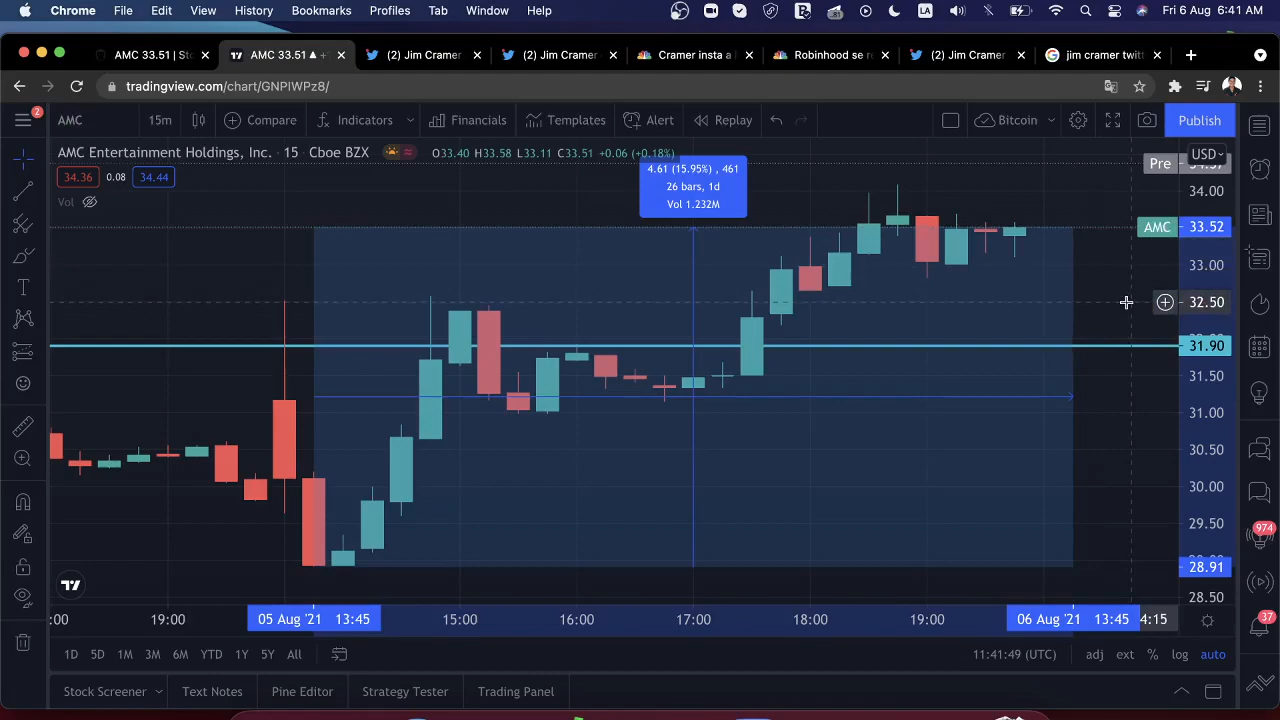 Chrome File Edit View History Bookmarks Profiles Tab Window Help .81 LA Fri 6 Aug 6:41 AM
AMC 33.51 | Sto AMC 33.51 ▲ + (2) Jim Crame (2) Jim Crame Cramer insta a l Robinhood se r (2) Jim Crame jim cramer twitt
tradingview.com/chart/GNPIWPz8/
2 AMC 15m Compare Indicators Financials Templates Alert Replay Bitcoin Publish
AMC Entertainment Holdings, Inc. · 15 · Cboe BZX O33.40 H33.58 L33.11 C33.51 +0.06 (+0.18%)
USD
Pre
34.36 0.08 34.44
Vol
4.61 (15.95%) , 461
26 bars, 1d
Vol 1.232M
34.00
AMC 33.52
33.00
32.50
31.90
31.50
31.00
30.50
30.00
29.50
28.91
28.50
974
37
:00 19:00 05 Aug '21 13:45 15:00 16:00 17:00 18:00 19:00 06 Aug '21 13:45 4:15
1D 5D 1M 3M 6M YTD 1Y 5Y All 11:41:49 (UTC) adj ext % log auto
Stock Screener Text Notes Pine Editor Strategy Tester Trading Panel